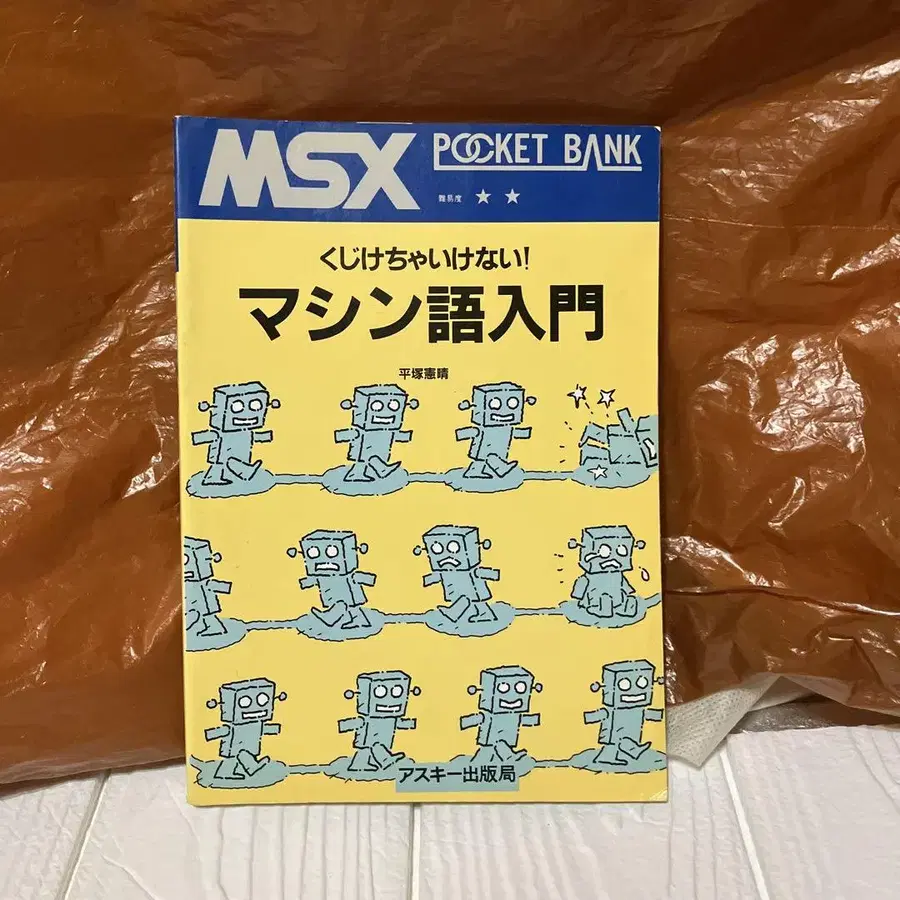 MSX
POCKET BANK
難易度 ★ ★
くじけちゃいけない!
マシン語入門
平塚憲晴
アスキー出版局